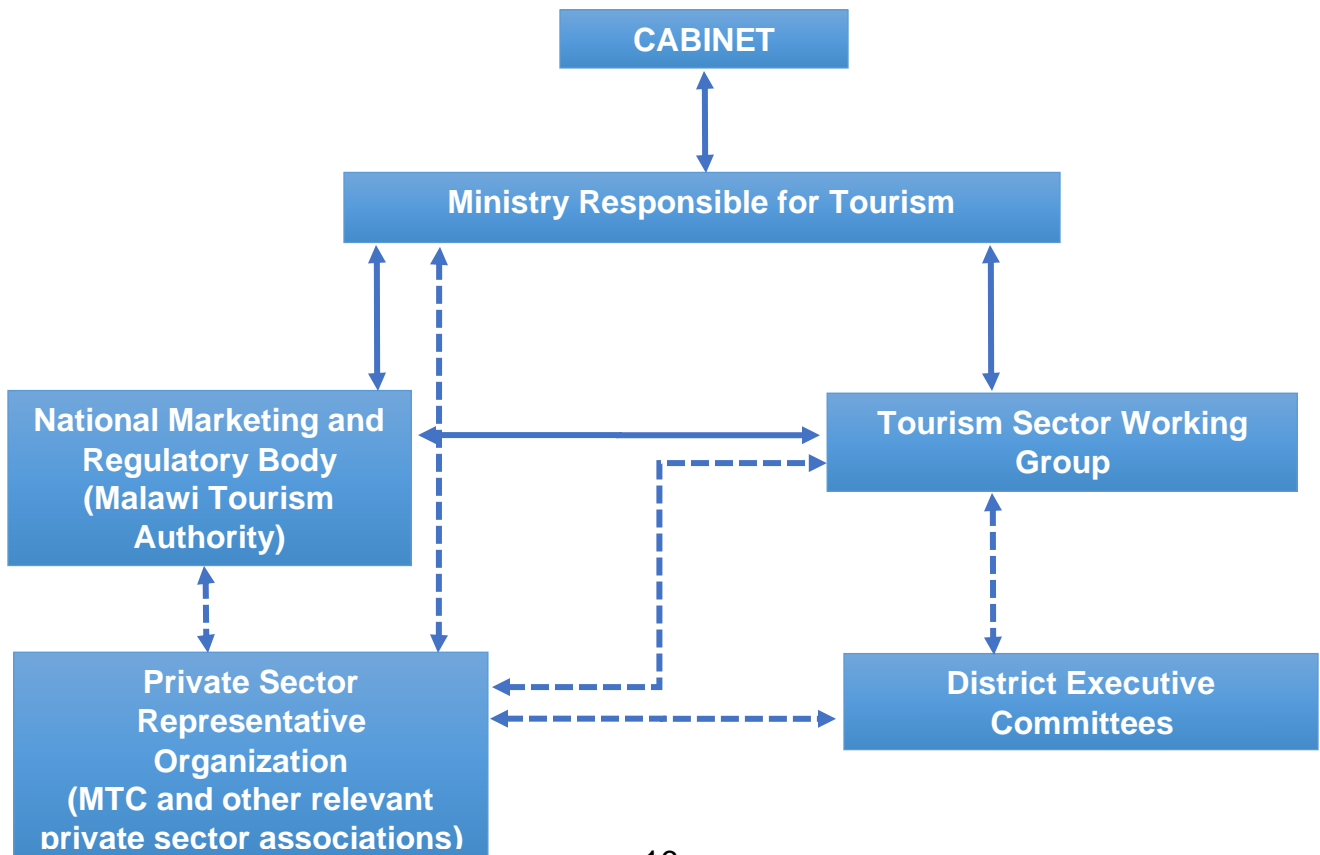 CABINET
Ministry Responsible for Tourism
National Marketing and
Regulatory Body
(Malawi Tourism
Authority)
Tourism Sector Working
Group
Private Sector
Representative
Organization
(MTC and other relevant
private sector associations)
District Executive
Committees